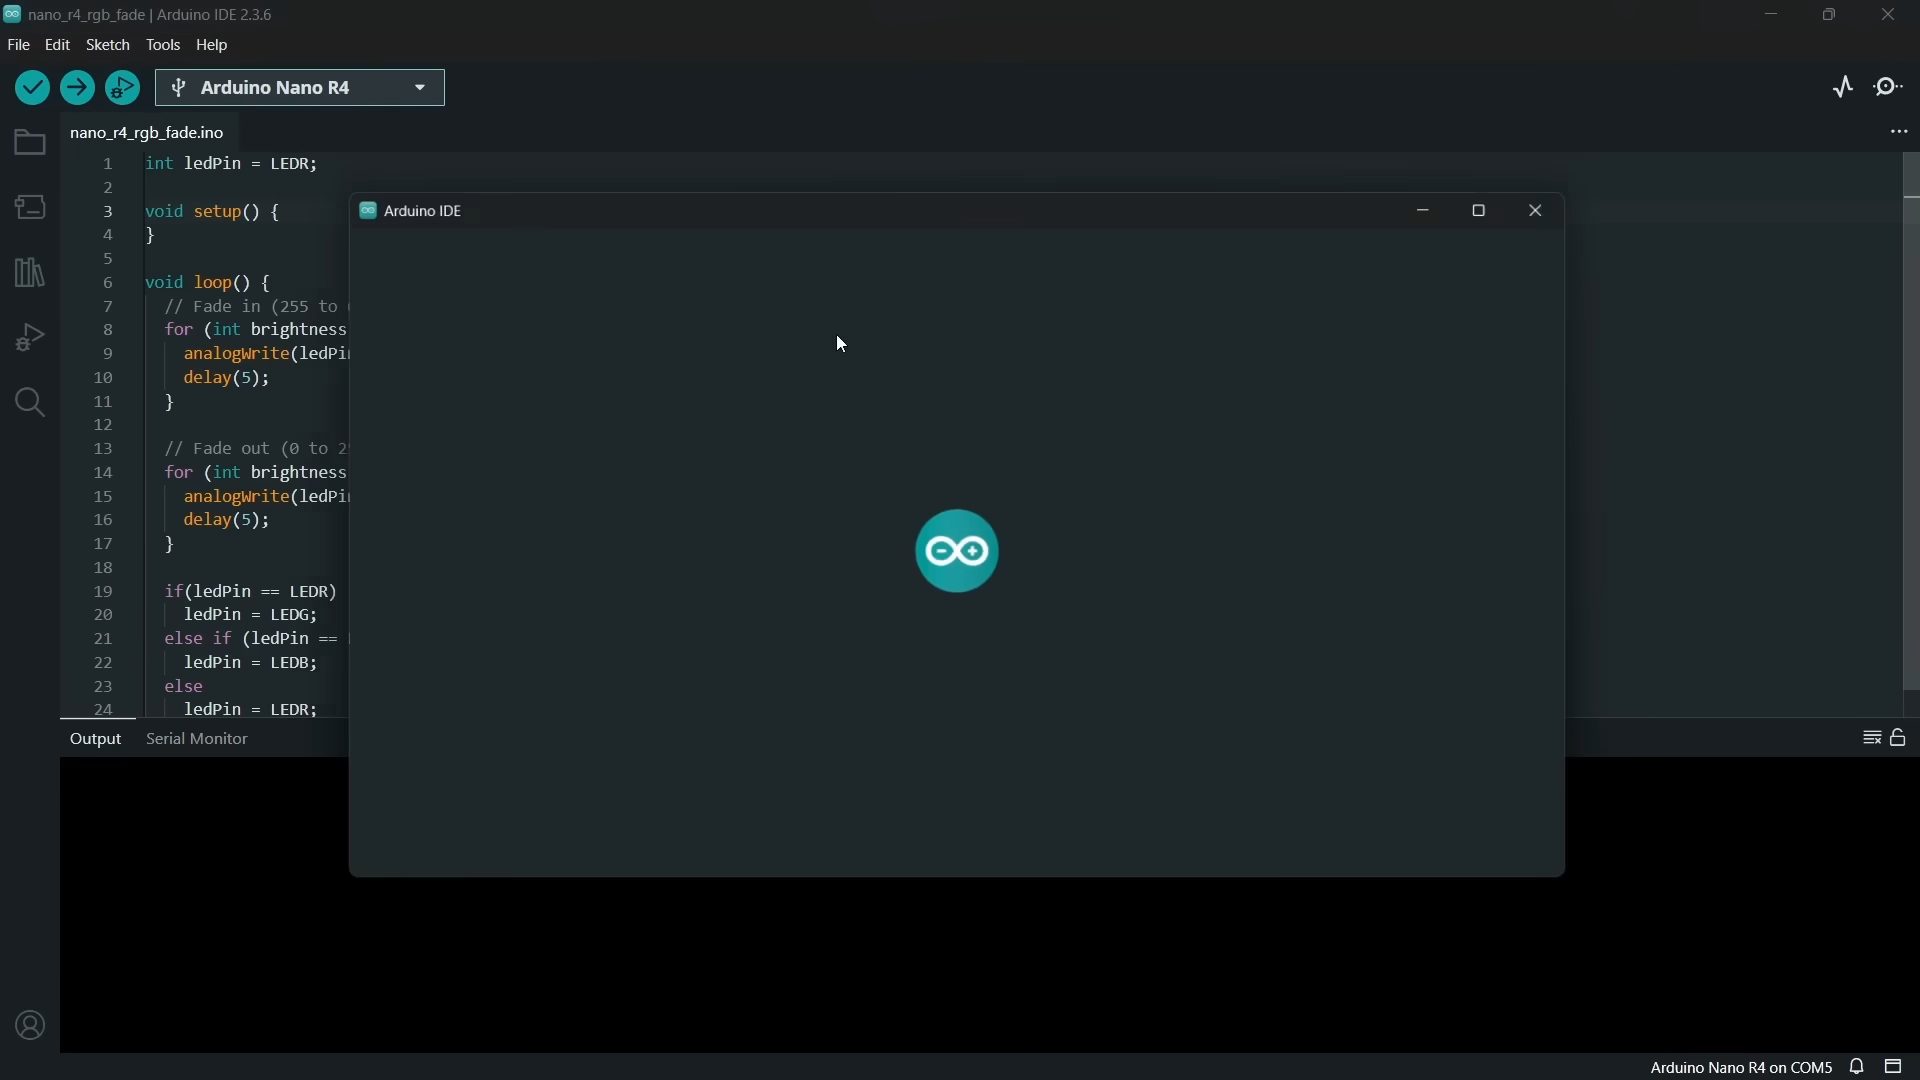 nano_r4_rgb_fade | Arduino IDE 2.3.6
File Edit Sketch Tools Help
Arduino Nano R4
nano_r4_rgb_fade.ino
Arduino IDE
1 int ledPin = LEDR;
2
3 void setup() {
4 }
5
6 void loop() {
7 // Fade in (255 to
8 for (int brightness
9 analogWrite(ledPi
10 delay(5);
11 }
12
13 // Fade out (0 to 2
14 for (int brightness
15 analogWrite(ledPi
16 delay(5);
17 }
18
19 if(ledPin == LEDR)
20 ledPin = LEDG;
21 else if (ledPin ==
22 ledPin = LEDB;
23 else
24 ledPin = LEDR;
Output Serial Monitor
Arduino Nano R4 on COM5